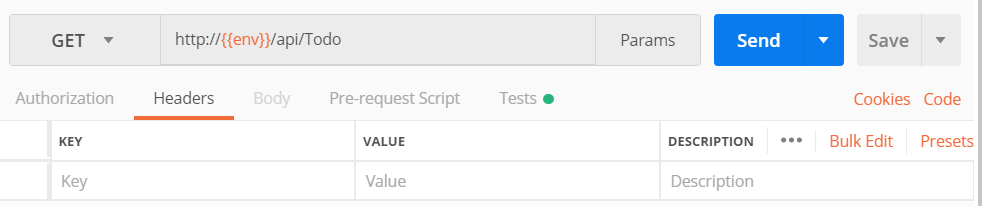 GET http://{{env}}/api/Todo Params Send Save
Authorization Headers Body Pre-request Script Tests Cookies Code
KEY VALUE DESCRIPTION ••• Bulk Edit Presets
Key Value Description